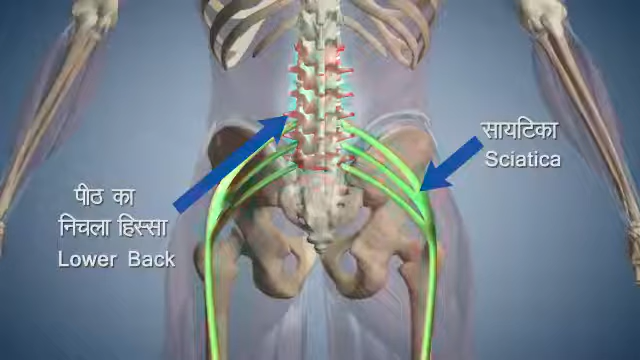 पीठ का
निचला हिस्सा
Lower Back
सायटिका
Sciatica